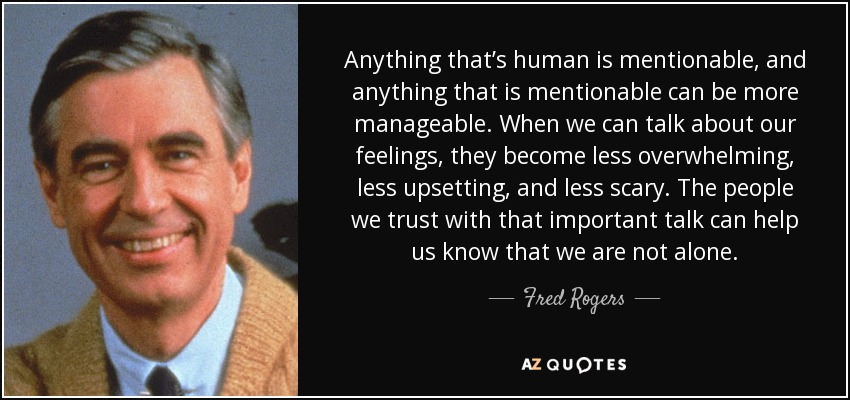 Anything that’s human is mentionable, and
anything that is mentionable can be more
manageable. When we can talk about our
feelings, they become less overwhelming,
less upsetting, and less scary. The people
we trust with that important talk can help
us know that we are not alone.
Fred Rogers
AZ QUOTES